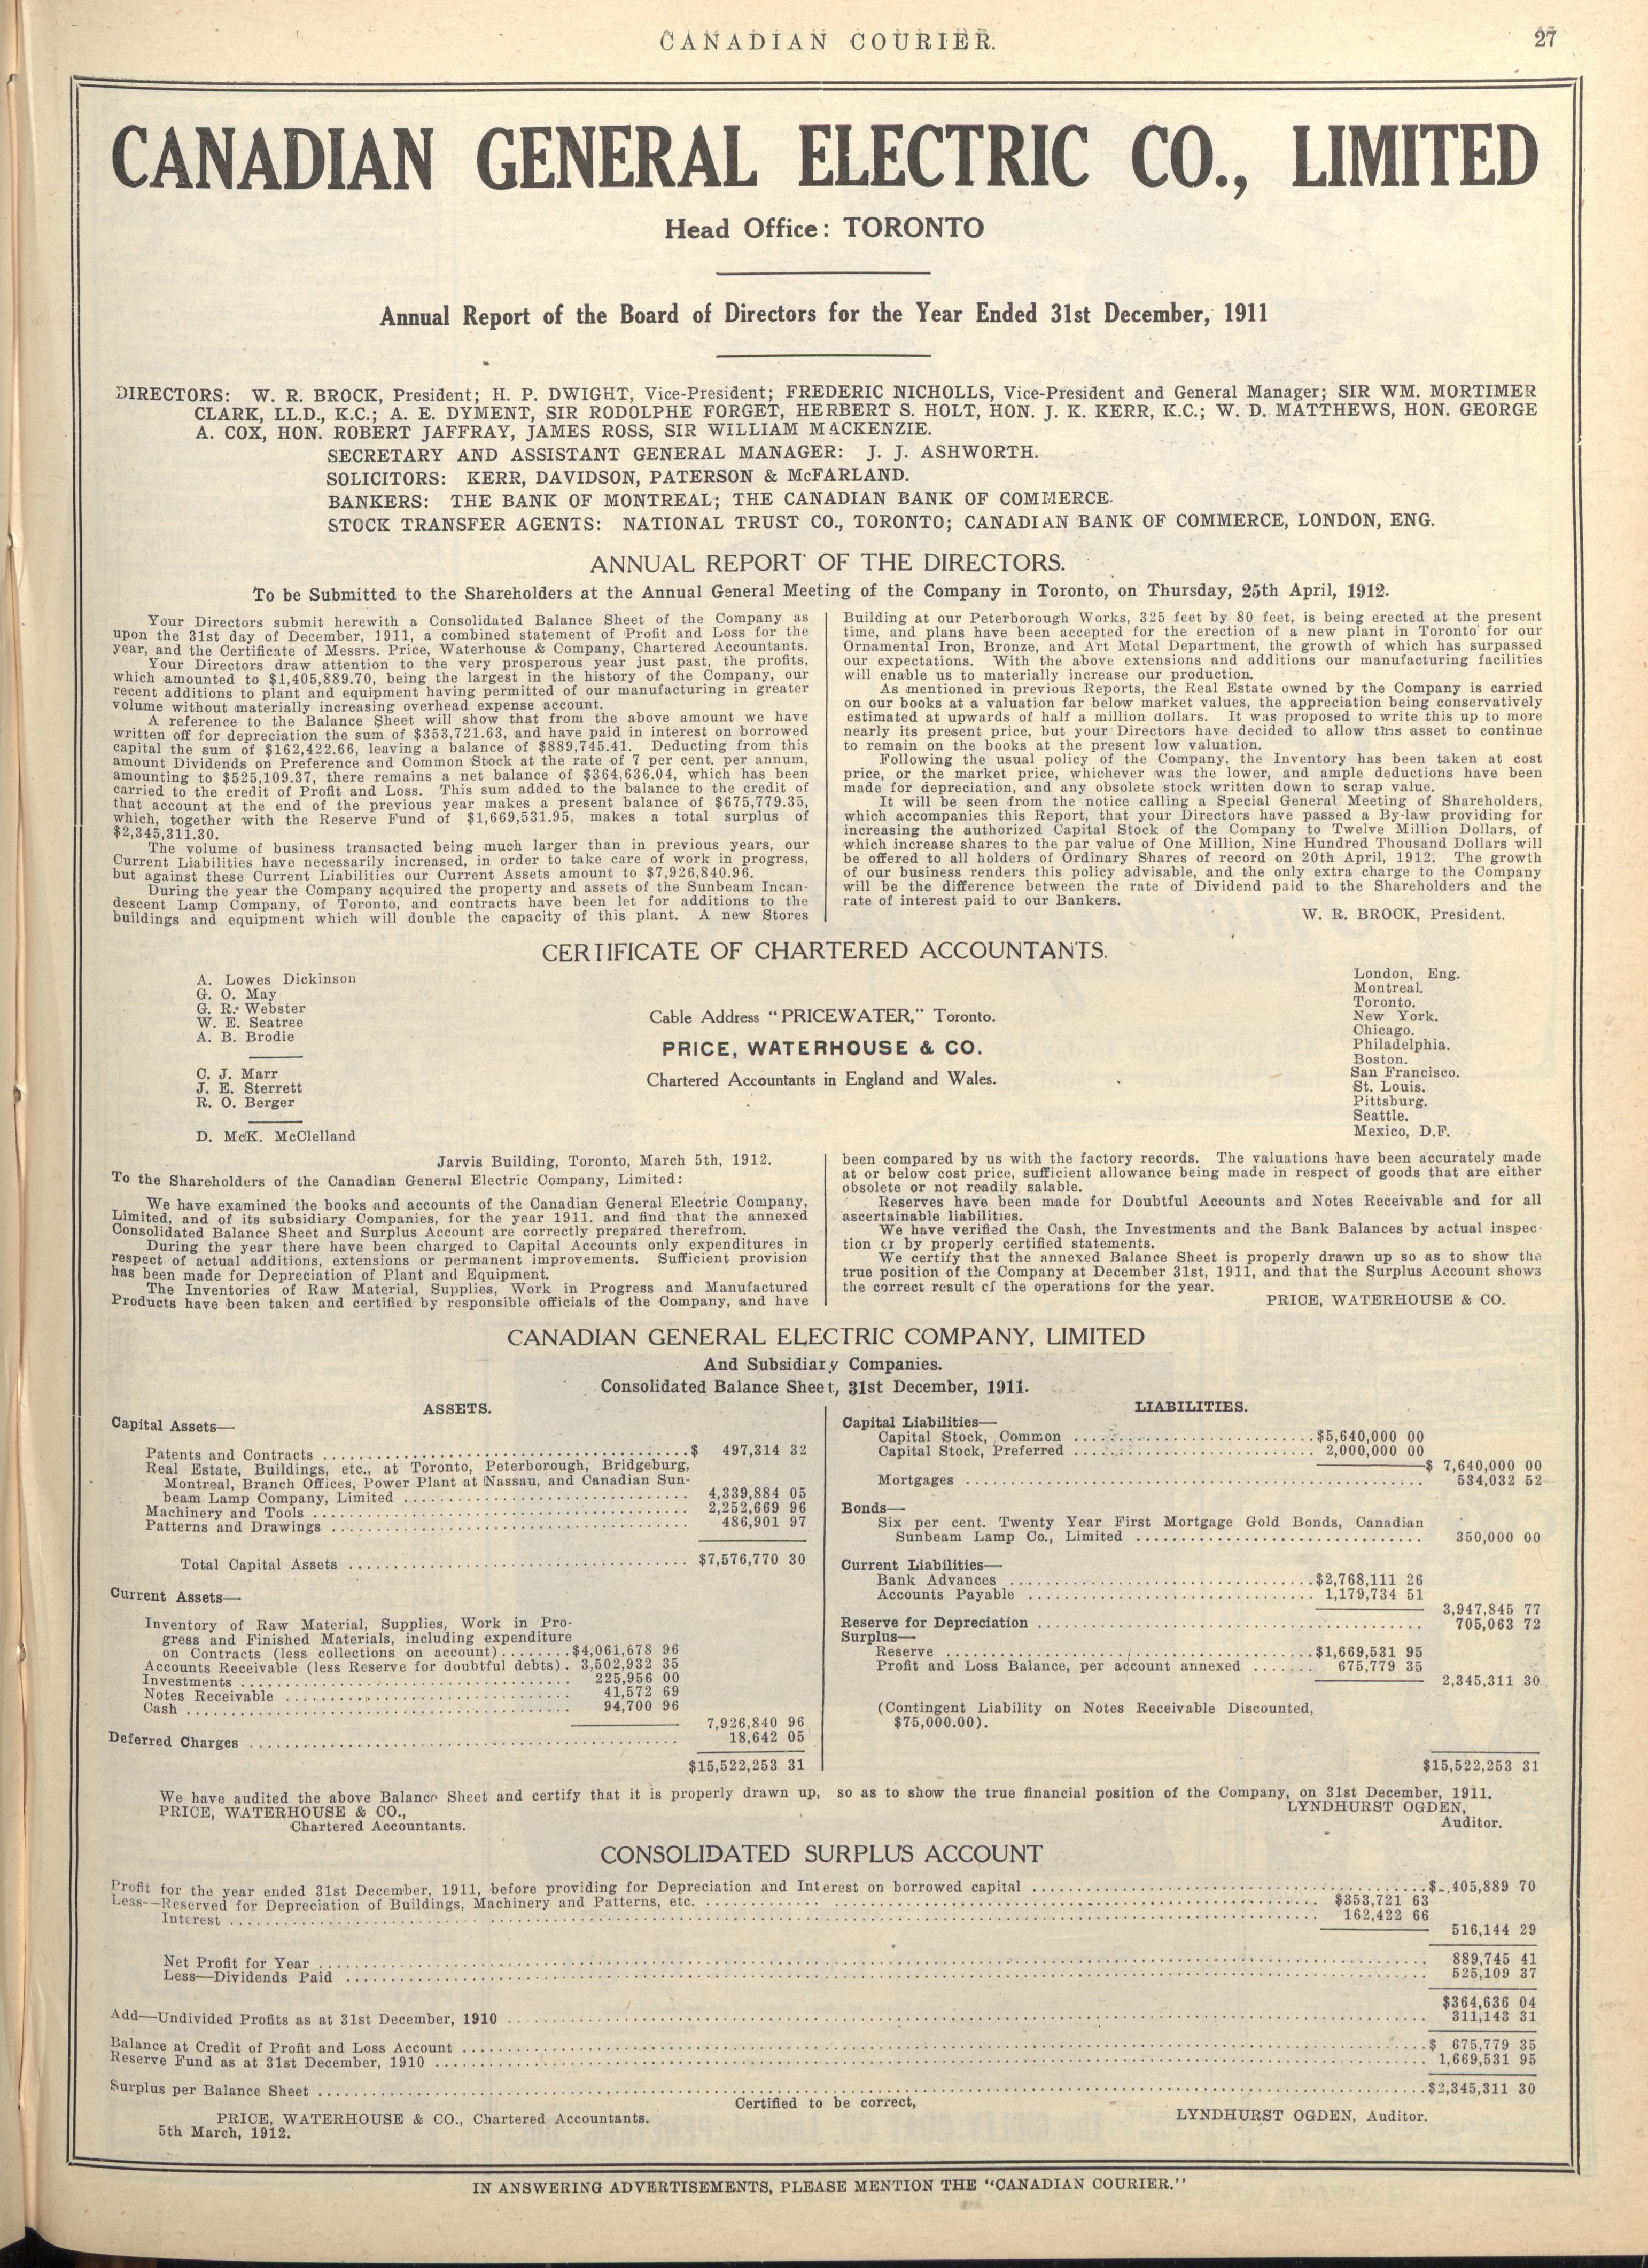 CANADIAN COURIER.
27
CANADIAN GENERAL ELECTRIC CO., LIMITED
Head Office: TORONTO
Annual Report of the Board of Directors for the Year Ended 31st December, 1911
DIRECTORS: W. R. BROCK, President; H. P. DWIGHT, Vice-President; FREDERIC NICHOLLS, Vice-President and General Manager; SIR WM. MORTIMER
CLARK, LL.D., K.C.; A. E. DYMENT, SIR RODOLPHE FORGET, HERBERT S. HOLT, HON. J. K. KERR, K.C.; W. D. MATTHEWS, HON. GEORGE
A. COX, HON. ROBERT JAFFRAY, JAMES ROSS, SIR WILLIAM MACKENZIE.
SECRETARY AND ASSISTANT GENERAL MANAGER: J. J. ASHWORTH.
SOLICITORS: KERR, DAVIDSON, PATERSON & McFARLAND.
BANKERS: THE BANK OF MONTREAL; THE CANADIAN BANK OF COMMERCE.
STOCK TRANSFER AGENTS: NATIONAL TRUST CO., TORONTO; CANADIAN BANK OF COMMERCE, LONDON, ENG.
ANNUAL REPORT OF THE DIRECTORS.
To be Submitted to the Shareholders at the Annual General Meeting of the Company in Toronto, on Thursday, 25th April, 1912.
Your Directors submit herewith a Consolidated Balance Sheet of the Company as
upon the 31st day of December, 1911, a combined statement of Profit and Loss for the
year, and the Certificate of Messrs. Price, Waterhouse & Company, Chartered Accountants.
Your Directors draw attention to the very prosperous year just past, the profits,
which amounted to $1,405,889.70, being the largest in the history of the Company, our
recent additions to plant and equipment having permitted of our manufacturing in greater
volume without materially increasing overhead expense account.
A reference to the Balance Sheet will show that from the above amount we have
written off for depreciation the sum of $353,721.63, and have paid in interest on borrowed
capital the sum of $162,422.66, leaving a balance of $889,745.41. Deducting from this
amount Dividends on Preference and Common Stock at the rate of 7 per cent. per annum,
amounting to $525,109.37, there remains a net balance of $364,636.04, which has been
carried to the credit of Profit and Loss. This sum added to the balance to the credit of
that account at the end of the previous year makes a present balance of $675,779.35,
which, together with the Reserve Fund of $1,669,531.95, makes a total surplus of
$2,345,311.30.
The volume of business transacted being much larger than in previous years, our
Current Liabilities have necessarily increased, in order to take care of work in progress,
but against these Current Liabilities our Current Assets amount to $7,926,840.96.
During the year the Company acquired the property and assets of the Sunbeam Incan-
descent Lamp Company, of Toronto, and contracts have been let for additions to the
buildings and equipment which will double the capacity of this plant. A new Stores
Building at our Peterborough Works, 325 feet by 80 feet, is being erected at the present
time, and plans have been accepted for the erection of a new plant in Toronto for our
Ornamental Iron, Bronze, and Art Metal Department, the growth of which has surpassed
our expectations. With the above extensions and additions our manufacturing facilities
will enable us to materially increase our production.
As mentioned in previous Reports, the Real Estate owned by the Company is carried
on our books at a valuation far below market values, the appreciation being conservatively
estimated at upwards of half a million dollars. It was proposed to write this up to more
nearly its present price, but your Directors have decided to allow this asset to continue
to remain on the books at the present low valuation.
Following the usual policy of the Company, the Inventory has been taken at cost
price, or the market price, whichever was the lower, and ample deductions have been
made for depreciation, and any obsolete stock written down to scrap value.
It will be seen from the notice calling a Special General Meeting of Shareholders,
which accompanies this Report, that your Directors have passed a By-law providing for
increasing the authorized Capital Stock of the Company to Twelve Million Dollars, of
which increase shares to the par value of One Million, Nine Hundred Thousand Dollars will
be offered to all holders of Ordinary Shares of record on 20th April, 1912. The growth
of our business renders this policy advisable, and the only extra charge to the Company
will be the difference between the rate of Dividend paid to the Shareholders and the
rate of interest paid to our Bankers.
W. R. BROCK, President.
CERTIFICATE OF CHARTERED ACCOUNTANTS.
A. Lowes Dickinson
G. O. May
G. R. Webster
W. E. Seatree
A. B. Brodie
C. J. Marr
J. E. Sterrett
R. O. Berger
D. McK. McClelland
Cable Address "PRICEWATER," Toronto.
PRICE, WATERHOUSE & CO.
Chartered Accountants in England and Wales.
London, Eng.
Montreal.
Toronto.
New York.
Chicago.
Philadelphia.
Boston.
San Francisco.
St. Louis.
Pittsburg.
Seattle.
Mexico, D.F.
Jarvis Building, Toronto, March 5th, 1912.
To the Shareholders of the Canadian General Electric Company, Limited:
We have examined the books and accounts of the Canadian General Electric Company,
Limited, and of its subsidiary Companies, for the year 1911. and find that the annexed
Consolidated Balance Sheet and Surplus Account are correctly prepared therefrom.
During the year there have been charged to Capital Accounts only expenditures in
respect of actual additions, extensions or permanent improvements. Sufficient provision
has been made for Depreciation of Plant and Equipment.
The Inventories of Raw Material, Supplies, Work in Progress and Manufactured
Products have been taken and certified by responsible officials of the Company, and have
been compared by us with the factory records. The valuations have been accurately made
at or below cost price, sufficient allowance being made in respect of goods that are either
obsolete or not readily salable.
Reserves have been made for Doubtful Accounts and Notes Receivable and for all
ascertainable liabilities.
We have verified the Cash, the Investments and the Bank Balances by actual inspec-
tion or by properly certified statements.
We certify that the annexed Balance Sheet is properly drawn up so as to show the
true position of the Company at December 31st, 1911, and that the Surplus Account shows
the correct result of the operations for the year.
PRICE, WATERHOUSE & CO.
CANADIAN GENERAL ELECTRIC COMPANY, LIMITED
And Subsidiary Companies.
Consolidated Balance Sheet, 31st December, 1911.
ASSETS.
Capital Assets—
Patents and Contracts ........ $ 497,314 32
Real Estate, Buildings, etc., at Toronto, Peterborough, Bridgeburg,
Montreal, Branch Offices, Power Plant at Nassau, and Canadian Sun-
beam Lamp Company, Limited ........ 4,339,884 05
Machinery and Tools ........ 2,252,669 96
Patterns and Drawings ........ 486,901 97
Total Capital Assets ........ $7,576,770 30
Current Assets—
Inventory of Raw Material, Supplies, Work in Pro-
gress and Finished Materials, including expenditure
on Contracts (less collections on account)........$4,061,678 96
Accounts Receivable (less Reserve for doubtful debts). 3,502,932 35
Investments ........ 225,956 00
Notes Receivable ........ 41,572 69
Cash ........ 94,700 96
7,926,840 96
Deferred Charges ........ 18,642 05
$15,522,253 31
LIABILITIES.
Capital Liabilities—
Capital Stock, Common ........ $5,640,000 00
Capital Stock, Preferred ........ 2,000,000 00
$ 7,640,000 00
Mortgages ........ 534,032 52
Bonds—
Six per cent. Twenty Year First Mortgage Gold Bonds, Canadian
Sunbeam Lamp Co., Limited ........ 350,000 00
Current Liabilities—
Bank Advances ........ $2,768,111 26
Accounts Payable ........ 1,179,734 51
3,947,845 77
Reserve for Depreciation ........ 705,063 72
Surplus—
Reserve ........ $1,669,531 95
Profit and Loss Balance, per account annexed ....... 675,779 35
2,345,311 30
(Contingent Liability on Notes Receivable Discounted,
$75,000.00).
$15,522,253 31
We have audited the above Balance Sheet and certify that it is properly drawn up, so as to show the true financial position of the Company, on 31st December, 1911.
PRICE, WATERHOUSE & CO.,
Chartered Accountants.
LYNDHURST OGDEN,
Auditor.
CONSOLIDATED SURPLUS ACCOUNT
Profit for the year ended 31st December, 1911, before providing for Depreciation and Interest on borrowed capital ........ $ ,405,889 70
Less--Reserved for Depreciation of Buildings, Machinery and Patterns, etc. ........ $353,721 63
Interest ........ 162,422 66
516,144 29
Net Profit for Year ........ 889,745 41
Less—Dividends Paid ........ 525,109 37
$364,636 04
Add—Undivided Profits as at 31st December, 1910 ........ 311,143 31
Balance at Credit of Profit and Loss Account ........ $ 675,779 35
Reserve Fund as at 31st December, 1910 ........ 1,669,531 95
Surplus per Balance Sheet ........ $2,345,311 30
Certified to be correct,
PRICE, WATERHOUSE & CO., Chartered Accountants.
5th March, 1912.
LYNDHURST OGDEN, Auditor.
IN ANSWERING ADVERTISEMENTS, PLEASE MENTION THE "CANADIAN COURIER."